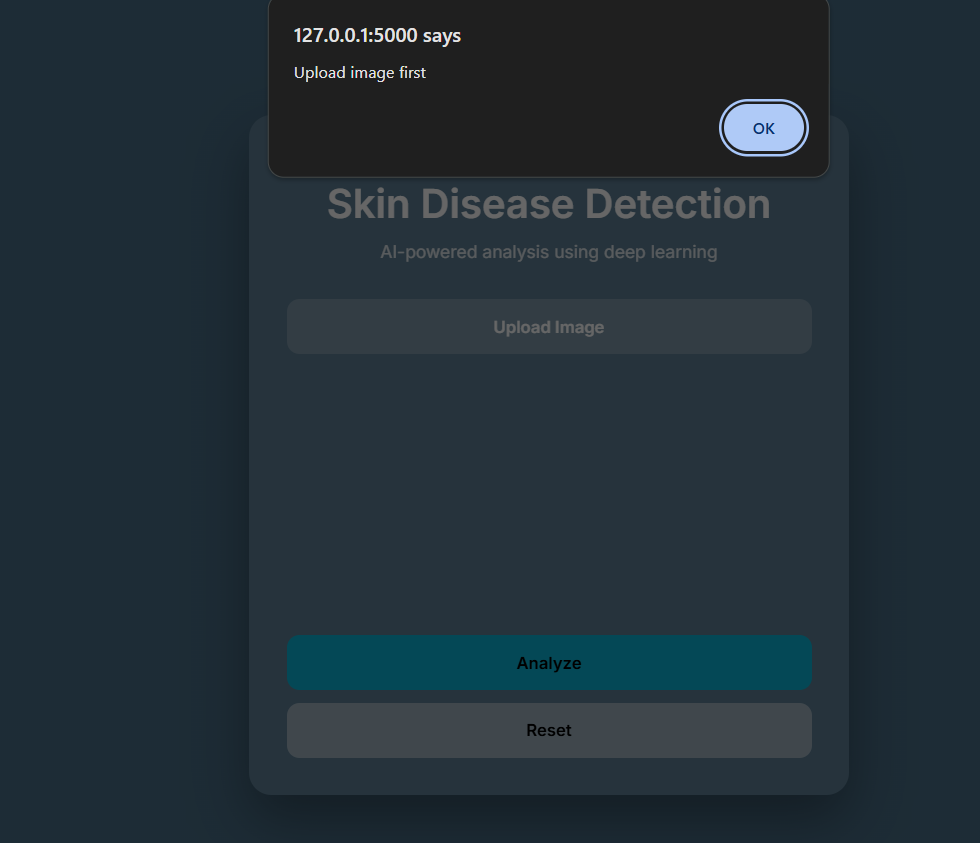 127.0.0.1:5000 says
Upload image first
OK
Skin Disease Detection
AI-powered analysis using deep learning
Upload Image
Analyze
Reset